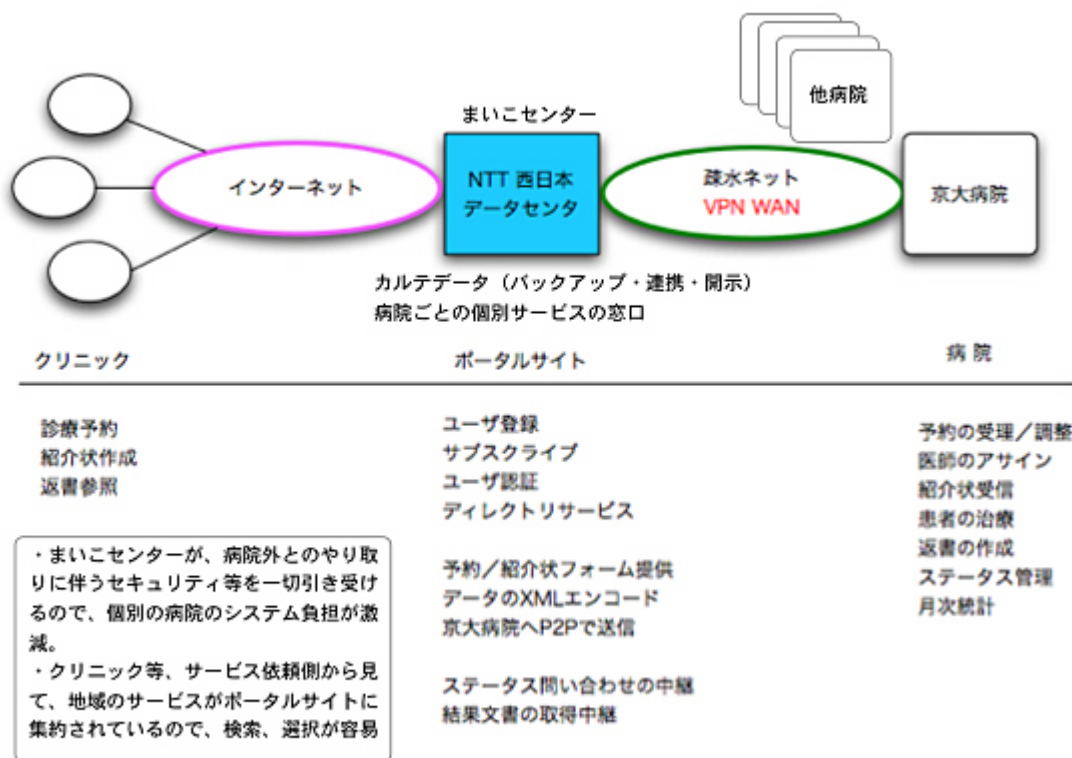 他病院
まいこセンター
インターネット
NTT 西日本
データセンタ
疎水ネット
VPN WAN
京大病院
カルテデータ（バックアップ・連携・開示）
病院ごとの個別サービスの窓口
クリニック
ポータルサイト
病 院
診療予約
紹介状作成
返書参照
ユーザ登録
サブスクライブ
ユーザ認証
ディレクトリサービス
予約／紹介状フォーム提供
データのXMLエンコード
京大病院へP2Pで送信
ステータス問い合わせの中継
結果文書の取得中継
予約の受理／調整
医師のアサイン
紹介状受信
患者の治療
返書の作成
ステータス管理
月次統計
・まいこセンターが、病院外とのやり取
りに伴うセキュリティ等を一切引き受け
るので、個別の病院のシステム負担が激
減。
・クリニック等、サービス依頼側から見
て、地域のサービスがポータルサイトに
集約されているので、検索、選択が容易